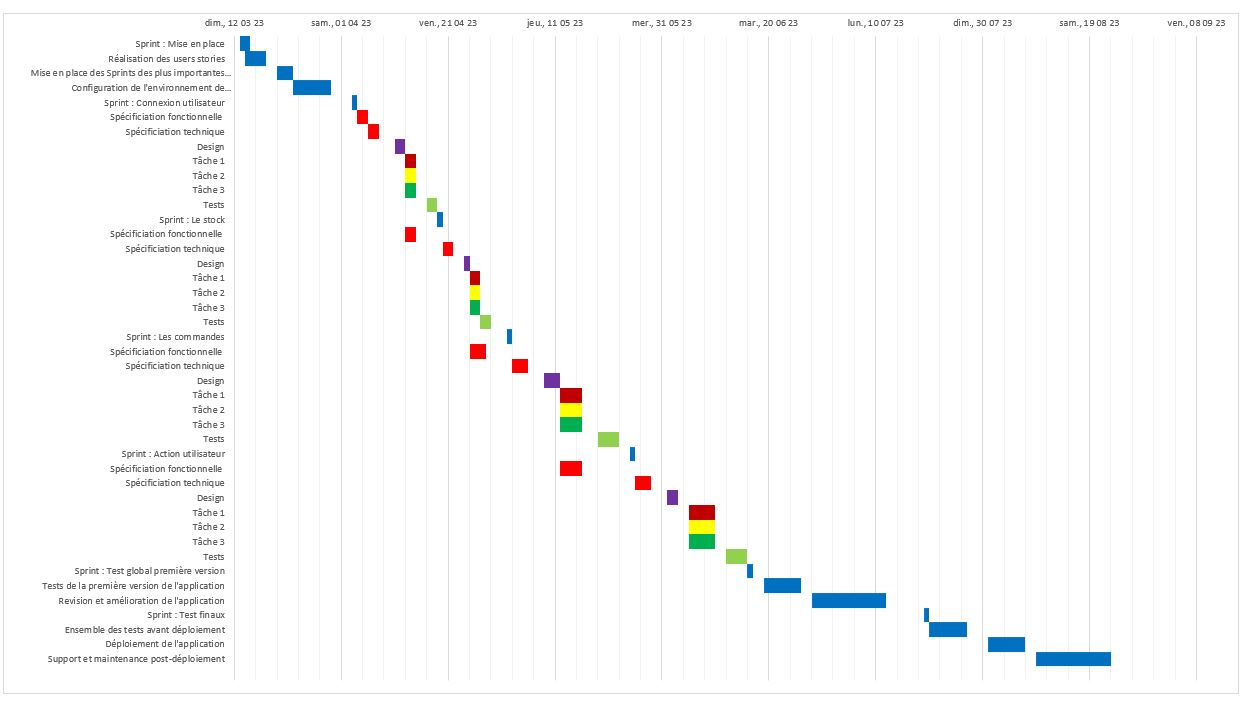 dim., 12 03 23 sam., 01 04 23 ven., 21 04 23 jeu., 11 05 23 mer., 31 05 23 mar., 20 06 23 lun., 10 07 23 dim., 30 07 23 sam., 19 08 23 ven., 08 09 23
Sprint : Mise en place
Réalisation des users stories
Mise en place des Sprints des plus importantes...
Configuration de l'environnement de...
Sprint : Connexion utilisateur
Spécificiation fonctionnelle
Spécificiation technique
Design
Tâche 1
Tâche 2
Tâche 3
Tests
Sprint : Le stock
Spécificiation fonctionnelle
Spécificiation technique
Design
Tâche 1
Tâche 2
Tâche 3
Tests
Sprint : Les commandes
Spécificiation fonctionnelle
Spécificiation technique
Design
Tâche 1
Tâche 2
Tâche 3
Tests
Sprint : Action utilisateur
Spécificiation fonctionnelle
Spécificiation technique
Design
Tâche 1
Tâche 2
Tâche 3
Tests
Sprint : Test global première version
Tests de la première version de l'application
Revision et amélioration de l'application
Sprint : Test finaux
Ensemble des tests avant déploiement
Déploiement de l'application
Support et maintenance post-déploiement